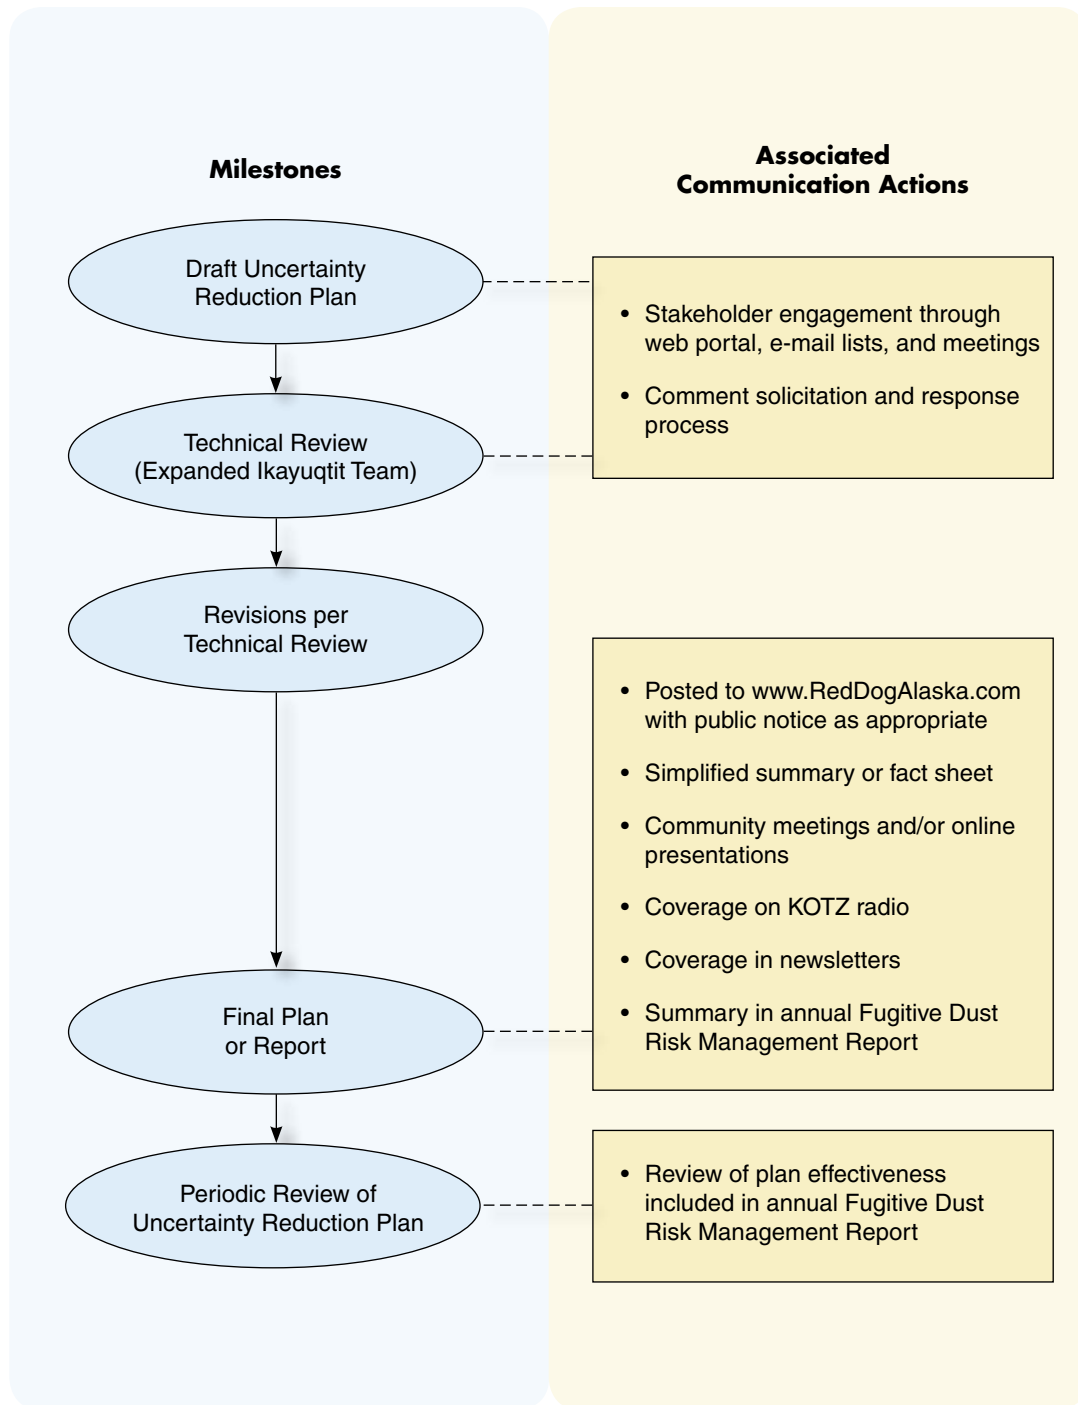 Milestones
Associated
Communication Actions
Draft Uncertainty
Reduction Plan
• Stakeholder engagement through
web portal, e-mail lists, and meetings
• Comment solicitation and response
process
Technical Review
(Expanded Ikayuqtit Team)
Revisions per
Technical Review
• Posted to www.RedDogAlaska.com
with public notice as appropriate
• Simplified summary or fact sheet
• Community meetings and/or online
presentations
• Coverage on KOTZ radio
• Coverage in newsletters
• Summary in annual Fugitive Dust
Risk Management Report
Final Plan
or Report
Periodic Review of
Uncertainty Reduction Plan
• Review of plan effectiveness
included in annual Fugitive Dust
Risk Management Report